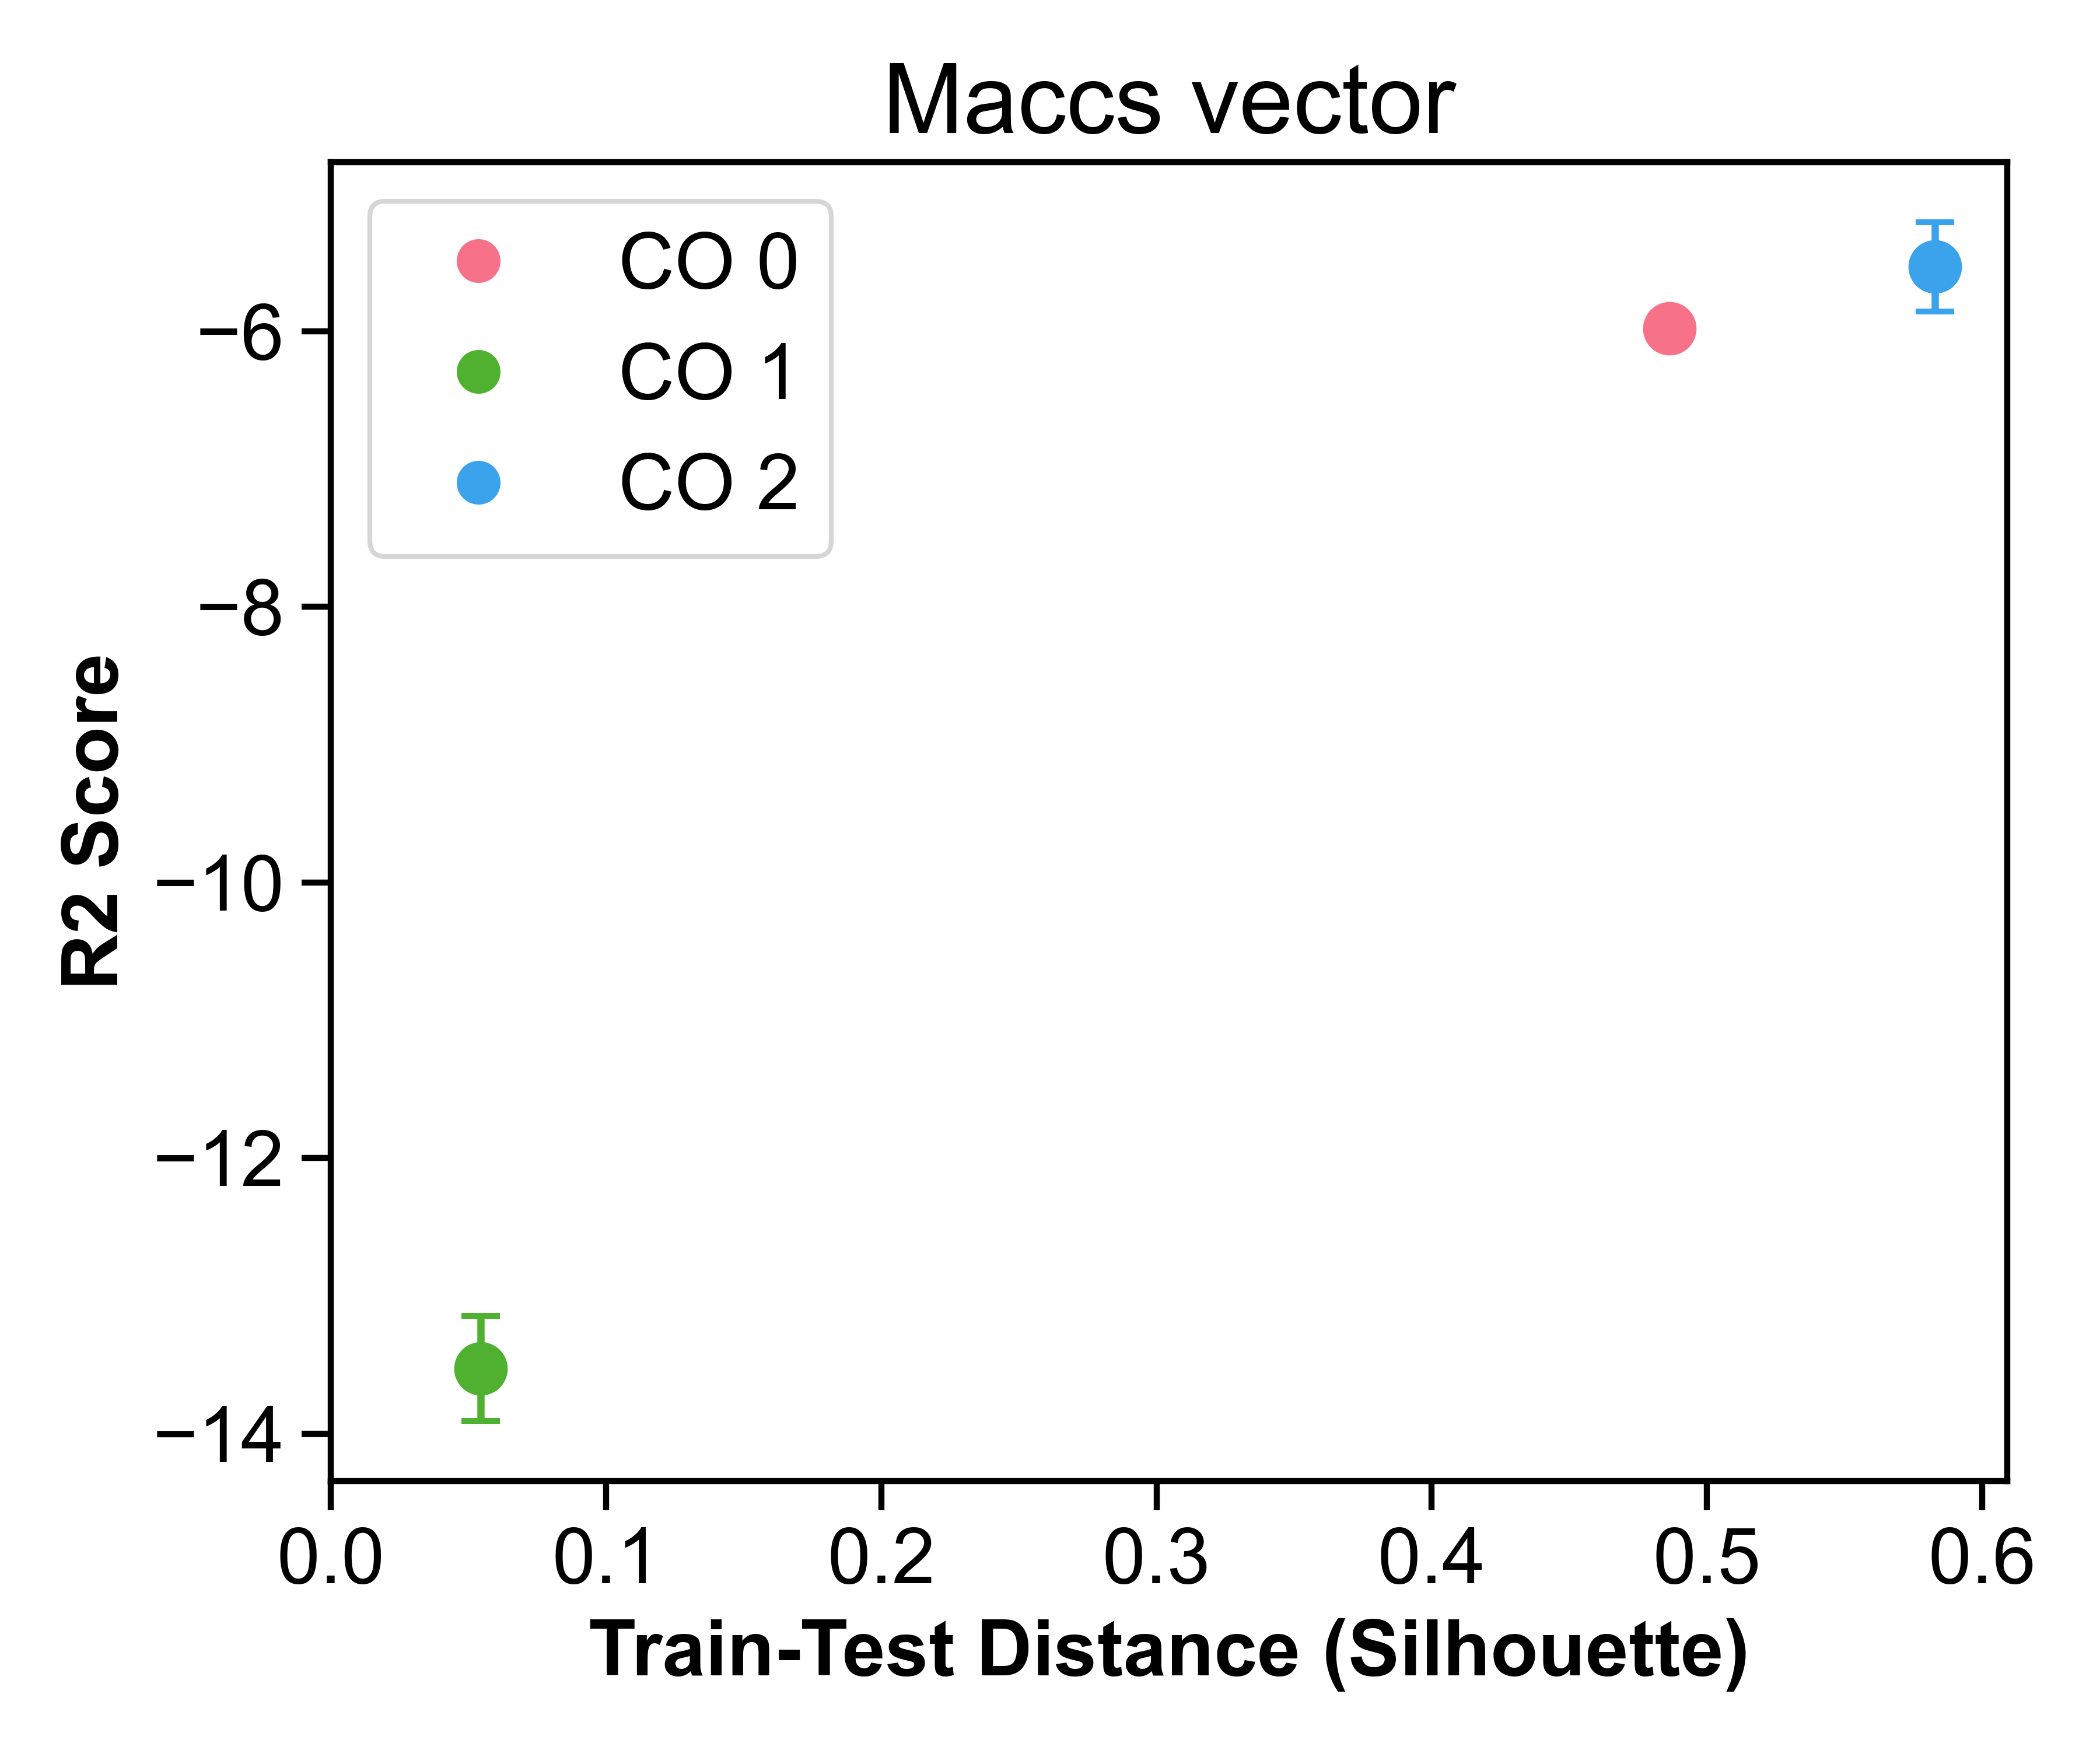 Maccs vector
CO 0
CO 1
CO 2
R2 Score
−6
−8
−10
−12
−14
0.0 0.1 0.2 0.3 0.4 0.5 0.6
Train-Test Distance (Silhouette)